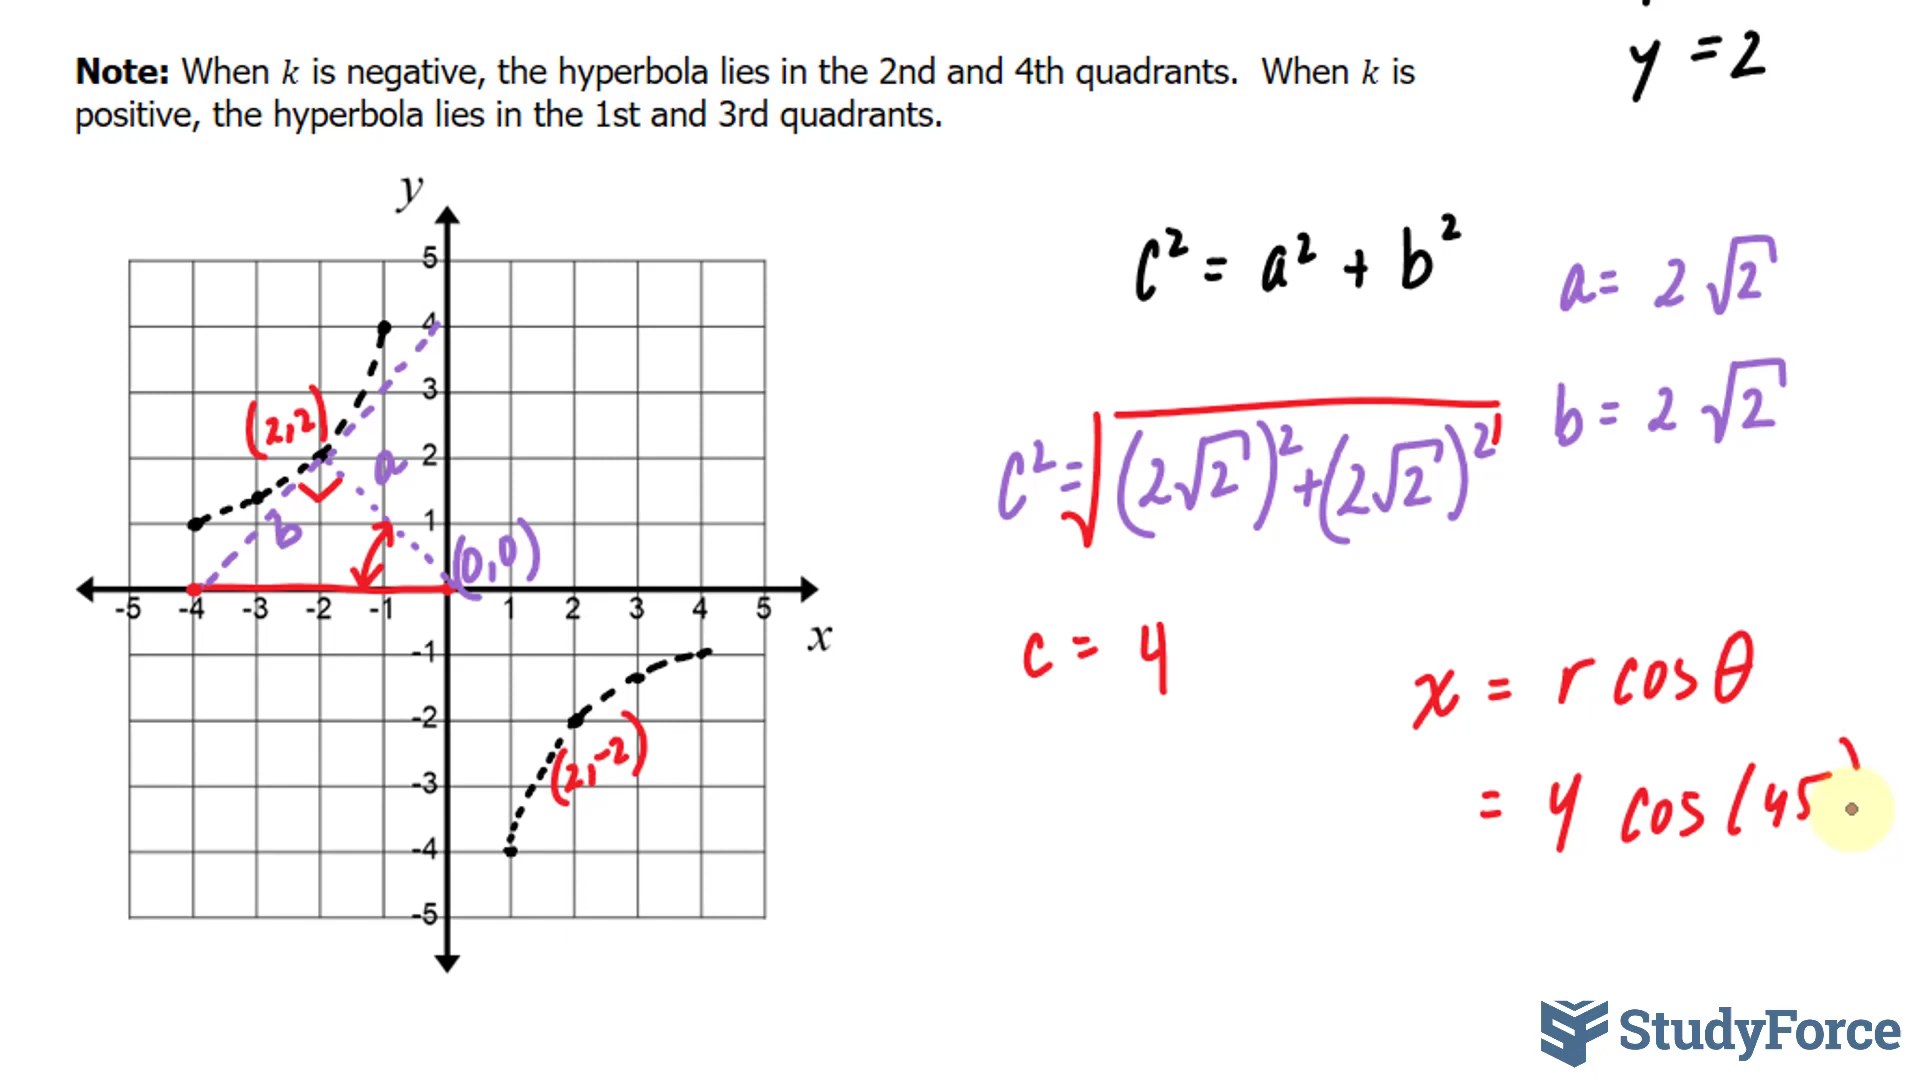 y = 2
Note: When k is negative, the hyperbola lies in the 2nd and 4th quadrants. When k is
positive, the hyperbola lies in the 1st and 3rd quadrants.
y
5
4
3
2
1
-5 -4 -3 -2 -1 1 2 3 4 5
x
-1
-2
-3
-4
-5
(2,2)
a
b
(0,0)
(2,-2)
c² = a² + b²
a = 2√2
b = 2√2
c² = √(2√2)² + (2√2)²
c = 4
x = r cos θ
= 4 cos(45)
StudyForce